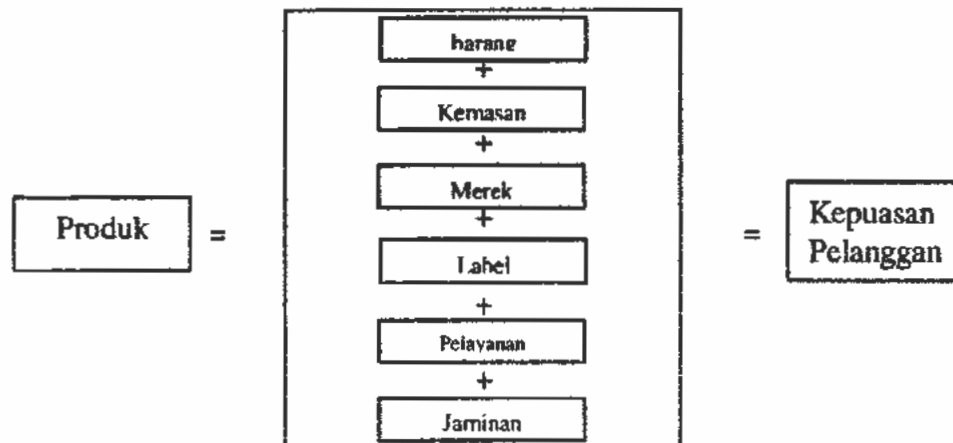 barang
+
Kemasan
+
Merek
+
Label
+
Pelayanan
+
Jaminan
Produk
=
=
Kepuasan
Pelanggan